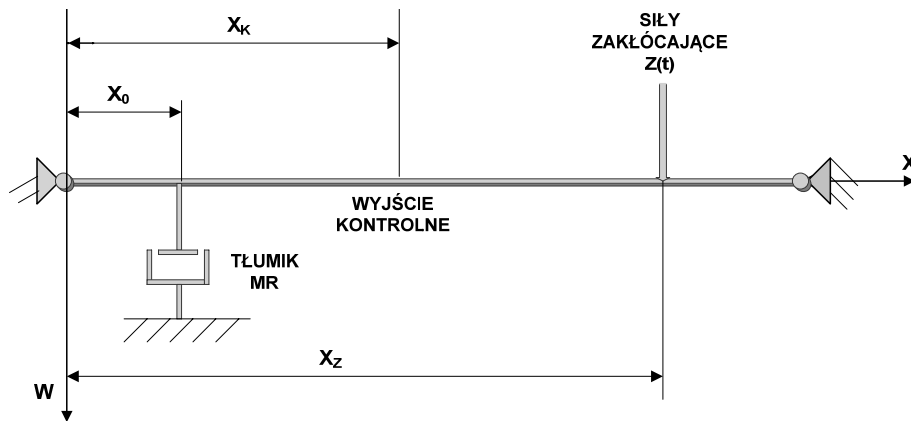 X_K
SIŁY
ZAKŁÓCAJĄCE
Z(t)
X_0
X
WYJŚCIE
KONTROLNE
TŁUMIK
MR
X_Z
W